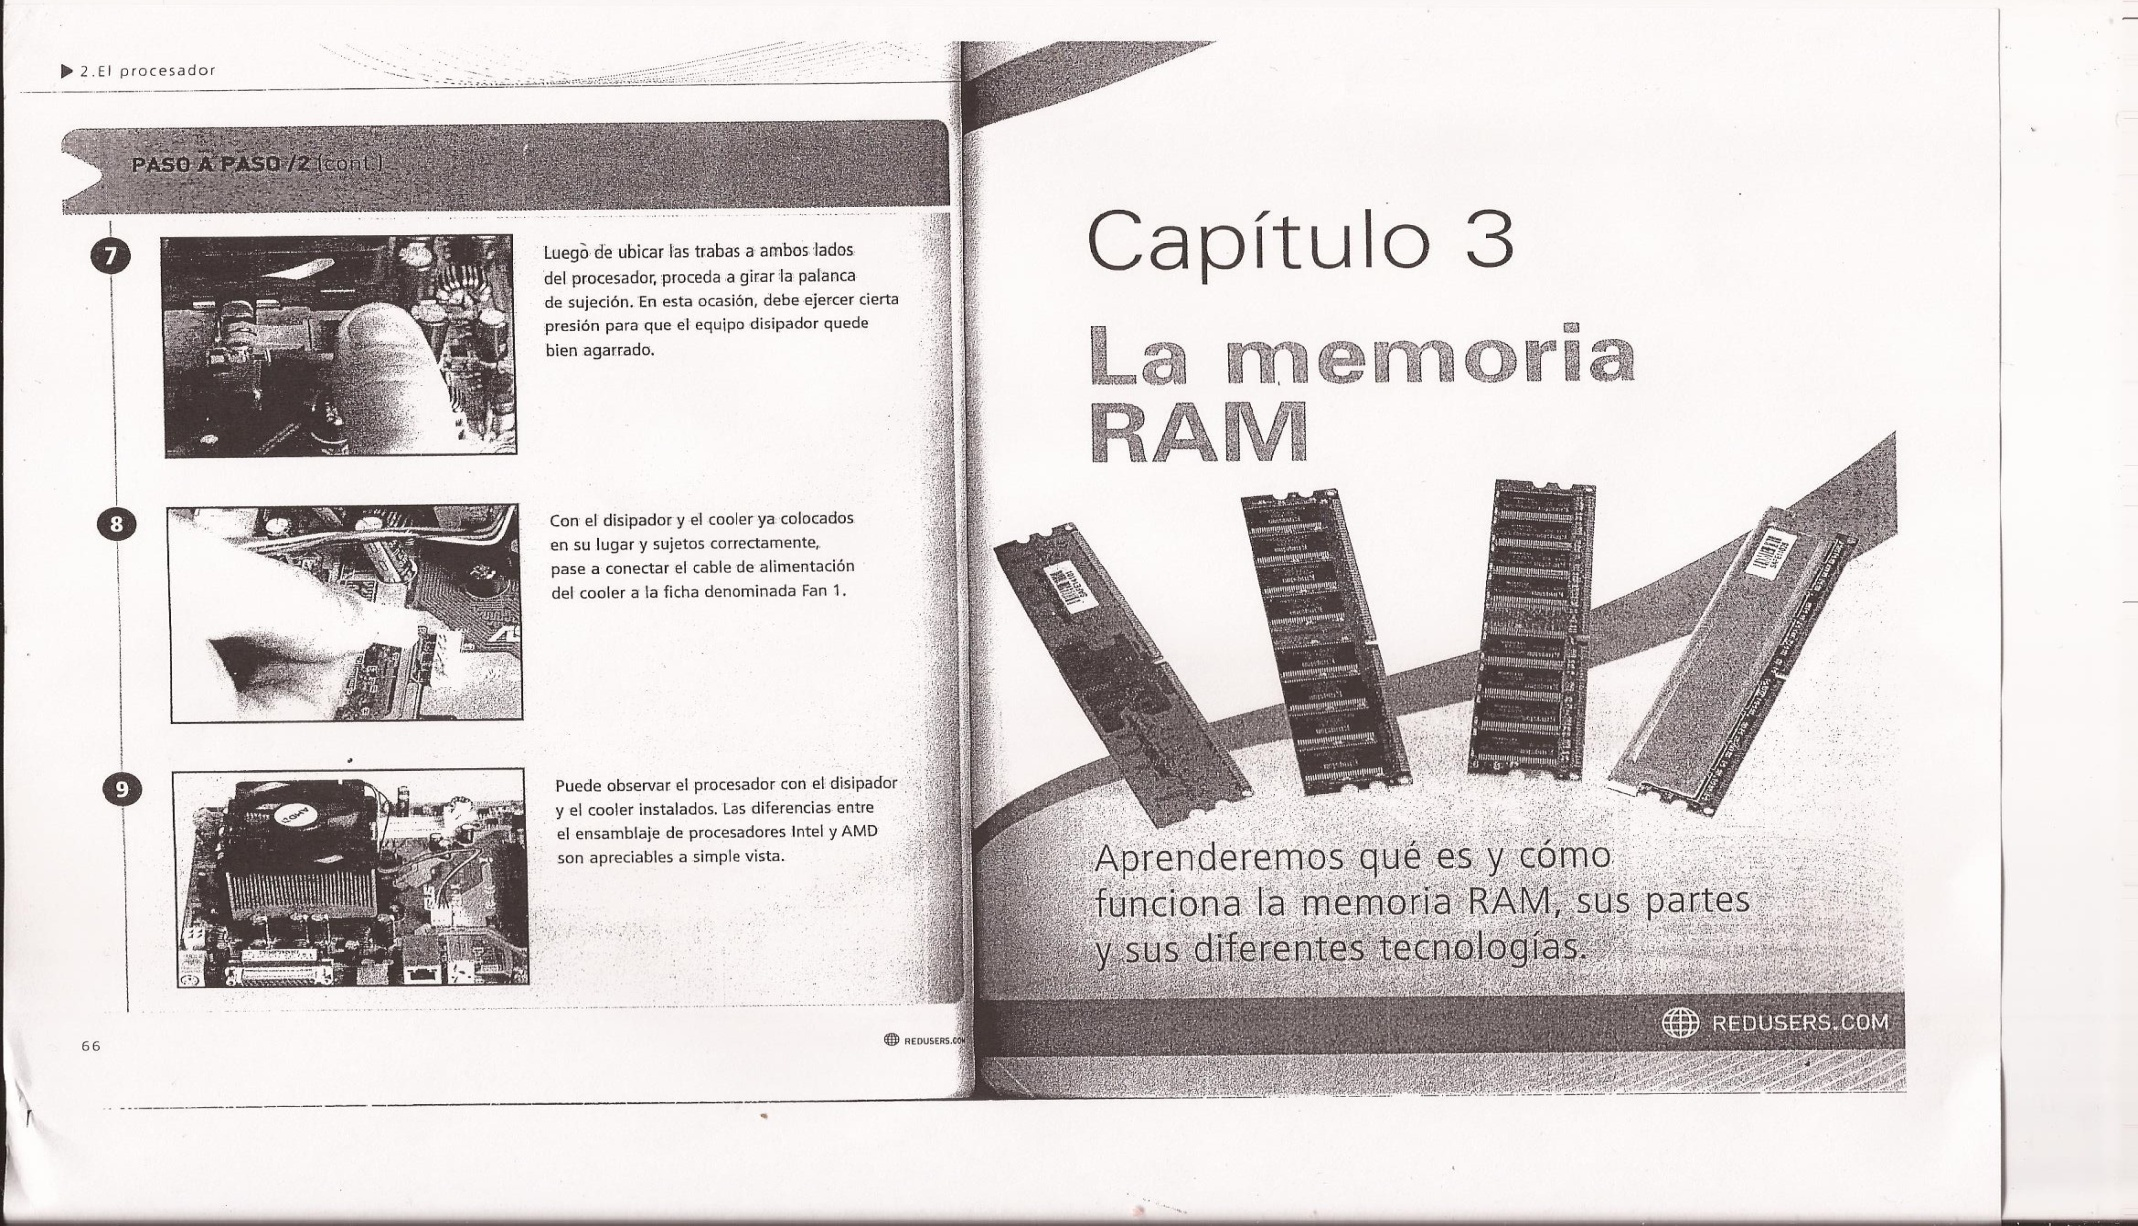 2.El procesador
PASO A PASO /2 (cont.)
7
Luego de ubicar las trabas a ambos lados
del procesador, proceda a girar la palanca
de sujeción. En esta ocasión, debe ejercer cierta
presión para que el equipo disipador quede
bien agarrado.
8
Con el disipador y el cooler ya colocados
en su lugar y sujetos correctamente,
pase a conectar el cable de alimentación
del cooler a la ficha denominada Fan 1.
9
Puede observar el procesador con el disipador
y el cooler instalados. Las diferencias entre
el ensamblaje de procesadores Intel y AMD
son apreciables a simple vista.
66
REDUSERS.COM
Capítulo 3
La memoria
RAM
Aprenderemos qué es y cómo
funciona la memoria RAM, sus partes
y sus diferentes tecnologías.
REDUSERS.COM